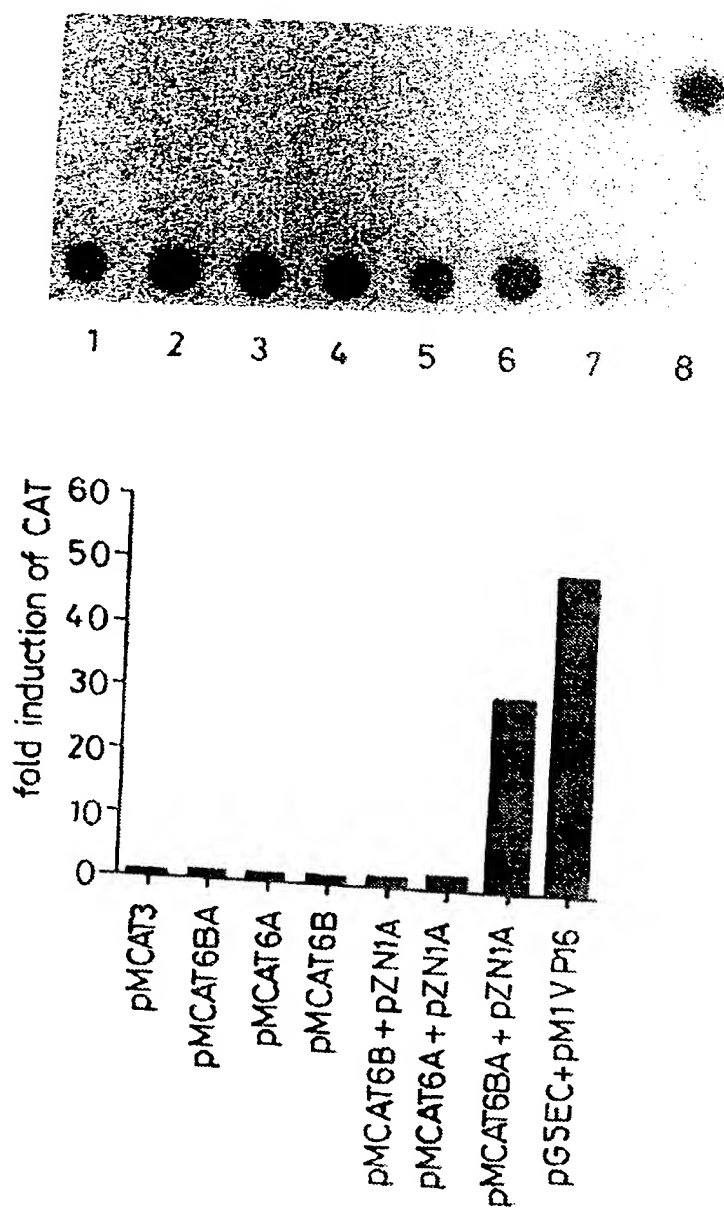 1 2 3 4 5 6 7 8
fold induction of CAT
60
50
40
30
20
10
0
pMCAT3
pMCAT6BA
pMCAT6A
pMCAT6B
pMCAT6B + pZN1A
pMCAT6A + pZN1A
pMCAT6BA + pZN1A
pG5EC + pM1VP16